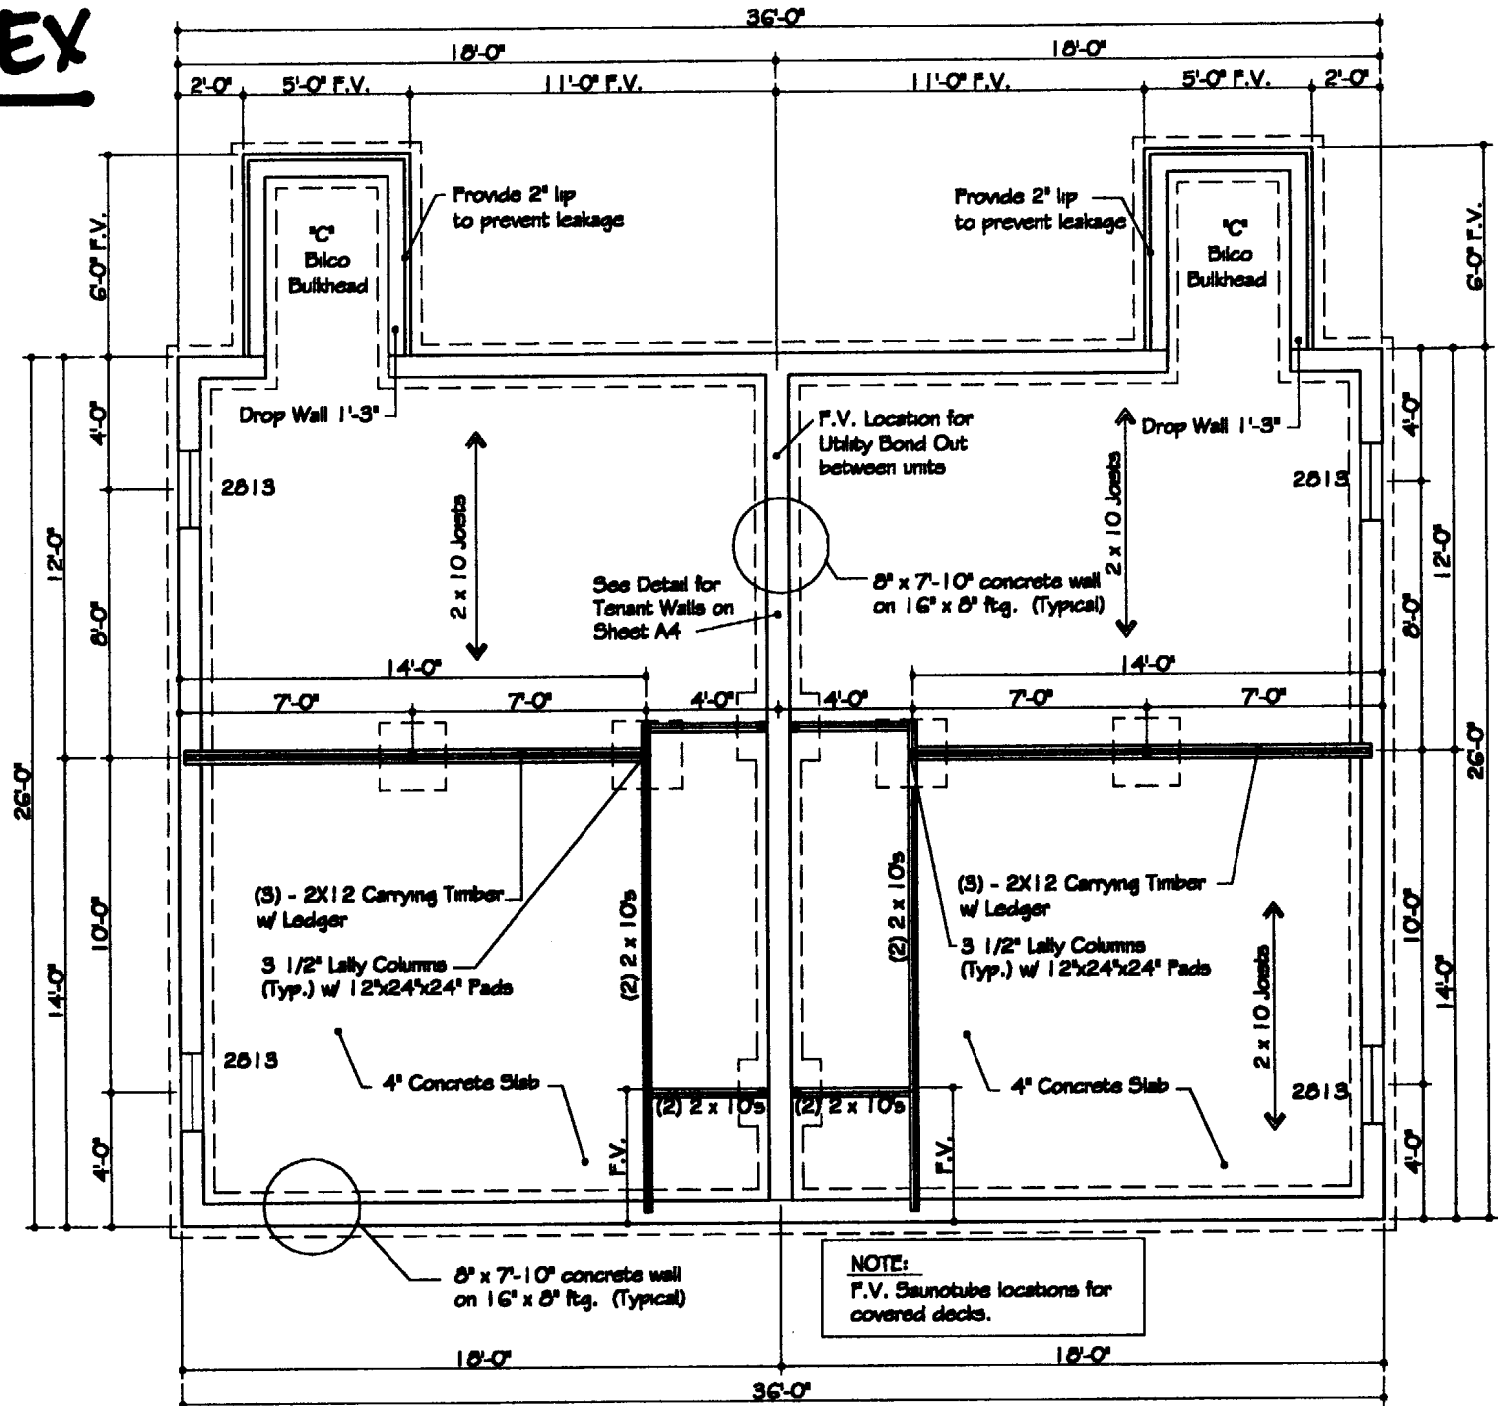 EX
36'-0"
18'-0"
18'-0"
2'-0"
5'-0" F.V.
11'-0" F.V.
11'-0" F.V.
5'-0" F.V.
2'-0"
6'-0" F.V.
"C"
Bilco
Bulkhead
Provide 2" lip
to prevent leakage
Provide 2" lip
to prevent leakage
"C"
Bilco
Bulkhead
6'-0" F.V.
4'-0"
Drop Wall 1'-3"
F.V. Location for
Utility Bond Out
between units
Drop Wall 1'-3"
4'-0"
2813
2813
12'-0"
2 x 10 Joists
2 x 10 Joists
12'-0"
8'-0"
See Detail for
Tenant Walls on
Sheet A4
8" x 7'-10" concrete wall
on 16" x 8" ftg. (Typical)
8'-0"
14'-0"
14'-0"
7'-0"
7'-0"
4'-0"
4'-0"
7'-0"
7'-0"
26'-0"
26'-0"
(3) - 2X12 Carrying Timber
w/ Ledger
(2) 2 x 10's
(2) 2 x 10's
(3) - 2X12 Carrying Timber
w/ Ledger
10'-0"
10'-0"
3 1/2" Lally Columns
(Typ.) w/ 12"x24"x24" Pads
3 1/2" Lally Columns
(Typ.) w/ 12"x24"x24" Pads
14'-0"
14'-0"
2 x 10 Joists
2813
4" Concrete Slab
4" Concrete Slab
2813
(2) 2 x 10's
(2) 2 x 10's
4'-0"
F.V.
F.V.
4'-0"
8" x 7'-10" concrete wall
on 16" x 8" ftg. (Typical)
NOTE:
F.V. Saunotube locations for
covered decks.
18'-0"
18'-0"
36'-0"